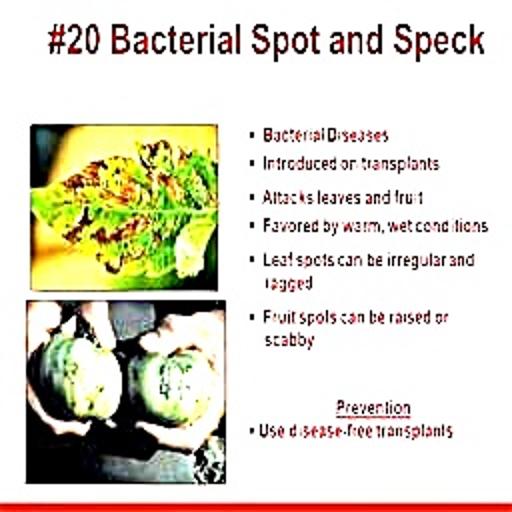 #20 Bacterial Spot and Speck
• Bacterial Diseases
• Introduced on transplants
• Attacks leaves and fruit
• Favored by warm, wet conditions
• Leaf spots can be irregular and
ragged
• Fruit spots can be raised or
scabby
Prevention
• Use disease-free transplants